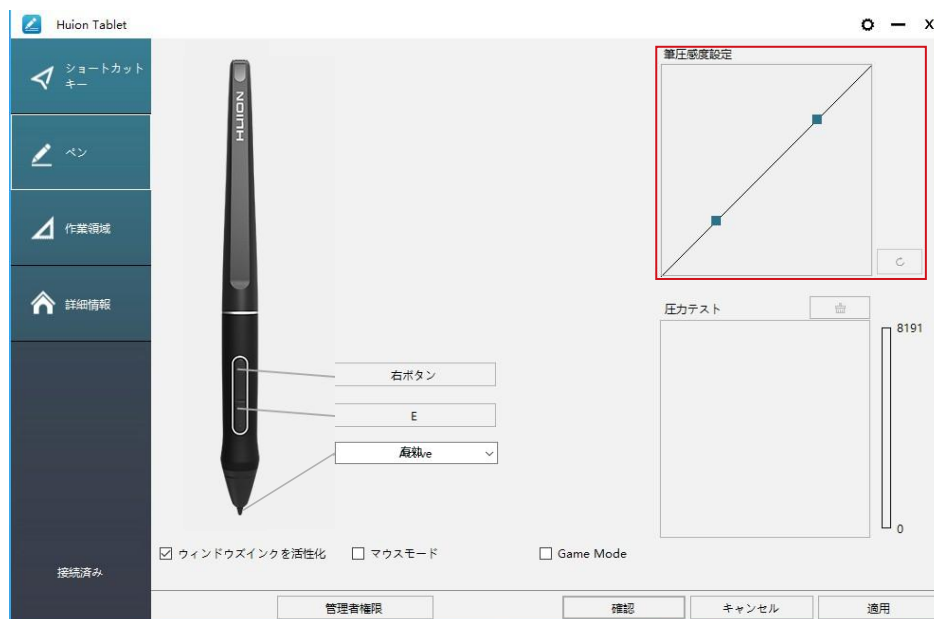 Huion Tablet
X
ショートカット
キー
ペン
作業領域
詳細情報
接続済み
HUION
筆圧感度設定
圧力テスト
8191
0
右ボタン
E
ウィンドウズインクを活性化
マウスモード
Game Mode
管理者権限
確認
キャンセル
適用